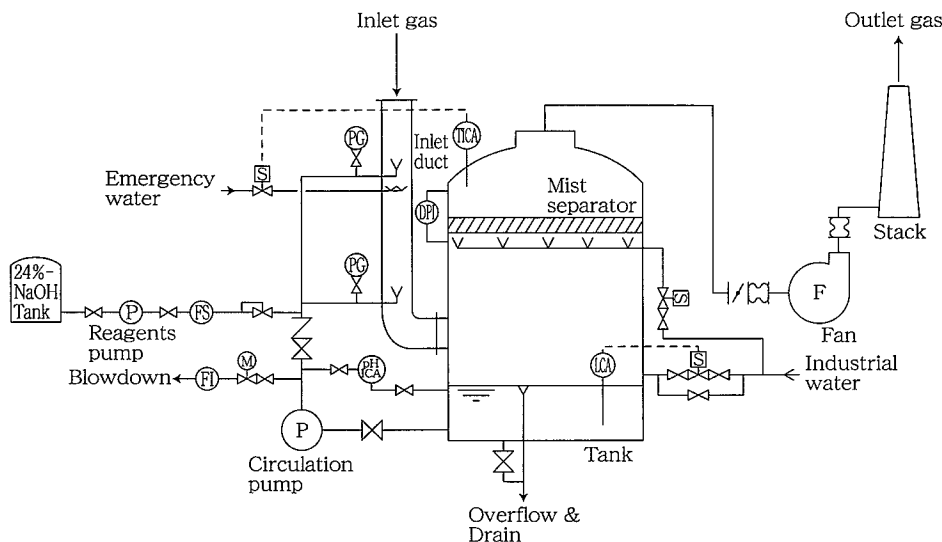 Inlet gas
Outlet gas
PG
Inlet
duct
TICA
S
Emergency
water
DPI
Mist
separator
Stack
24%-
NaOH
Tank
PG
S
F
P
FS
Reagents
pump
Fan
M
Blowdown
FI
pH
ICA
LCA
S
Industrial
water
P
Circulation
pump
Tank
Overflow &
Drain